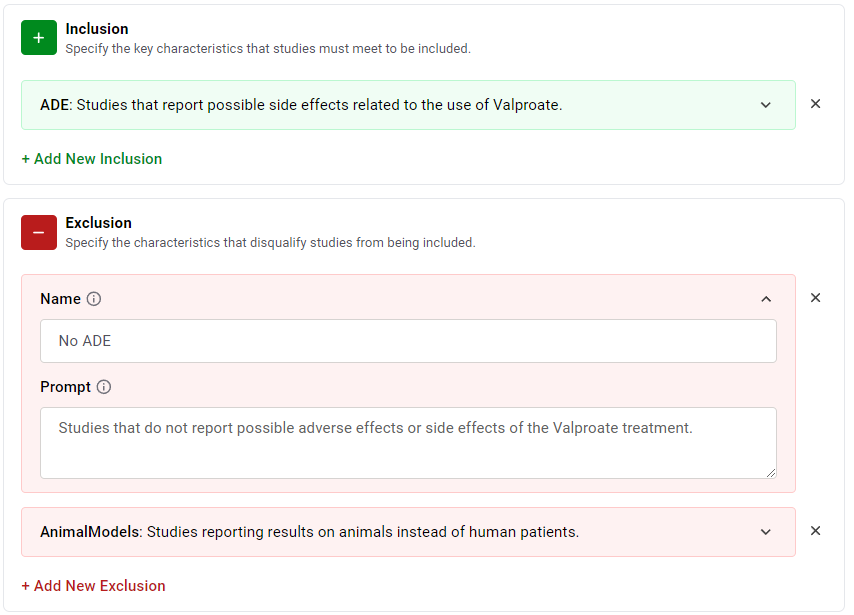 Inclusion
Specify the key characteristics that studies must meet to be included.
ADE: Studies that report possible side effects related to the use of Valproate.
+ Add New Inclusion
Exclusion
Specify the characteristics that disqualify studies from being included.
Name
No ADE
Prompt
Studies that do not report possible adverse effects or side effects of the Valproate treatment.
AnimalModels: Studies reporting results on animals instead of human patients.
+ Add New Exclusion